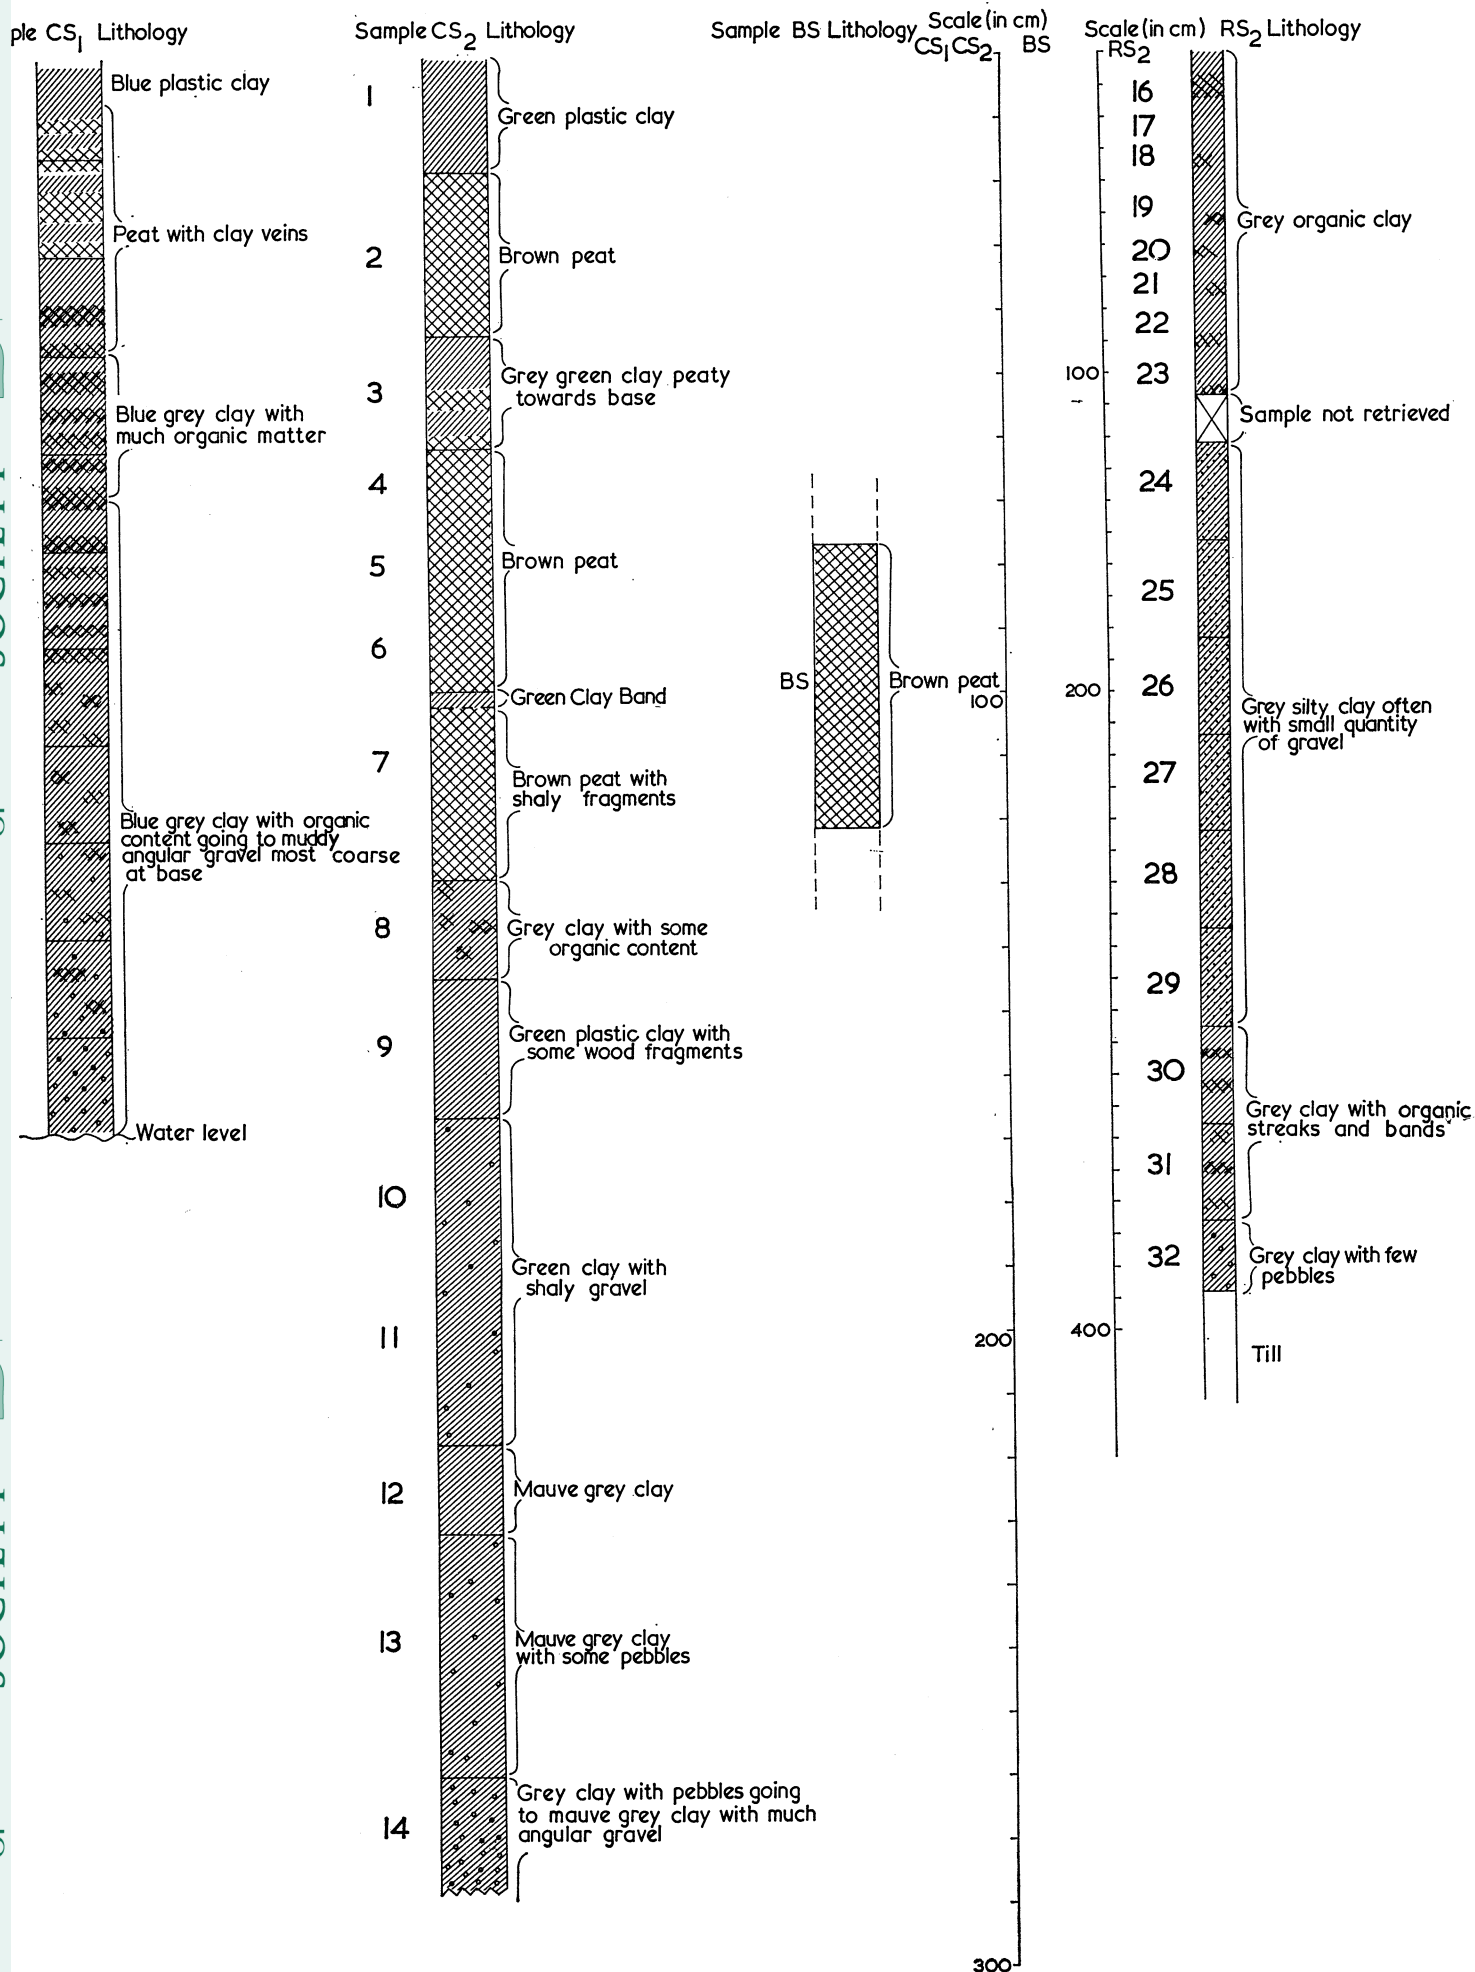 ple CS1 Lithology
Blue plastic clay
Peat with clay veins
Blue grey clay with
much organic matter
Blue grey clay with organic
content going to muddy
angular gravel most coarse
at base
Water level
Sample CS2 Lithology
1
Green plastic clay
2
Brown peat
3
Grey green clay peaty
towards base
4
5
Brown peat
6
Green Clay Band
7
Brown peat with
shaly fragments
8
Grey clay with some
organic content
9
Green plastic clay with
some wood fragments
10
Green clay with
shaly gravel
11
12
Mauve grey clay
13
Mauve grey clay
with some pebbles
14
Grey clay with pebbles going
to mauve grey clay with much
angular gravel
Sample BS Lithology
BS
Brown peat
Scale (in cm)
CS1 CS2 BS
100
200
300
Scale (in cm) RS2 Lithology
RS2
16
17
18
19
Grey organic clay
20
21
22
100
23
Sample not retrieved
24
25
200
26
Grey silty clay often
with small quantity
of gravel
27
28
29
30
Grey clay with organic
streaks and bands
31
32
Grey clay with few
pebbles
400
Till